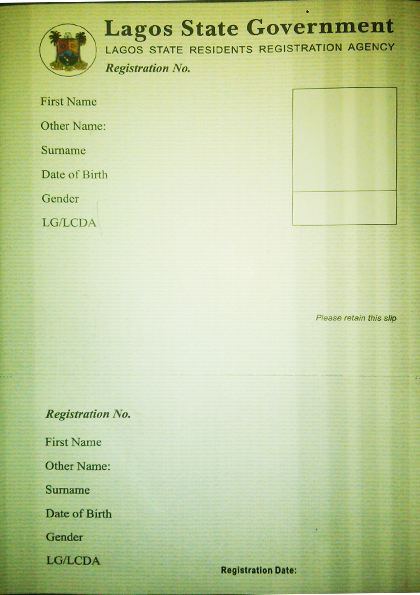 Lagos State Government
LAGOS STATE RESIDENTS REGISTRATION AGENCY
Registration No.
First Name
Other Name:
Surname
Date of Birth
Gender
LG/LCDA
Please retain this slip
Registration No.
First Name
Other Name:
Surname
Date of Birth
Gender
LG/LCDA
Registration Date: